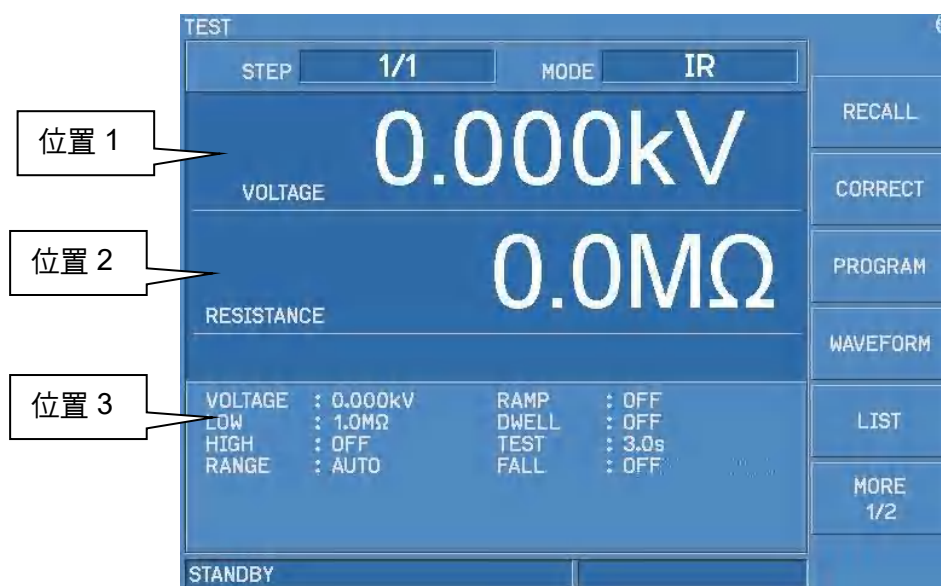 TEST
STEP 1/1 MODE IR
位置 1
0.000kV
VOLTAGE
位置 2
0.0MΩ
RESISTANCE
位置 3
VOLTAGE : 0.000kV RAMP : OFF
LOW : 1.0MΩ DWELL : OFF
HIGH : OFF TEST : 3.0s
RANGE : AUTO FALL : OFF
STANDBY
RECALL
CORRECT
PROGRAM
WAVEFORM
LIST
MORE
1/2